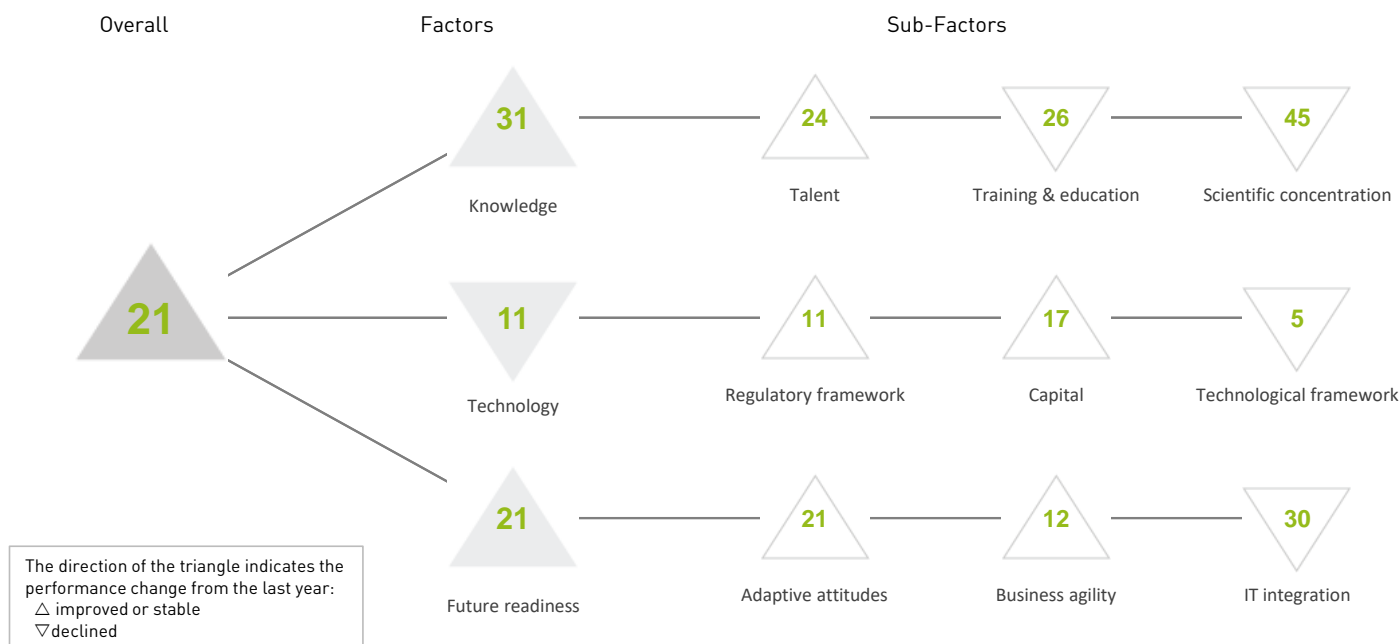 Overall
Factors
Sub-Factors
31
24
26
45
Knowledge
Talent
Training & education
Scientific concentration
21
11
11
17
5
Technology
Regulatory framework
Capital
Technological framework
21
21
12
30
Future readiness
Adaptive attitudes
Business agility
IT integration
The direction of the triangle indicates the
performance change from the last year:
△ improved or stable
▽declined